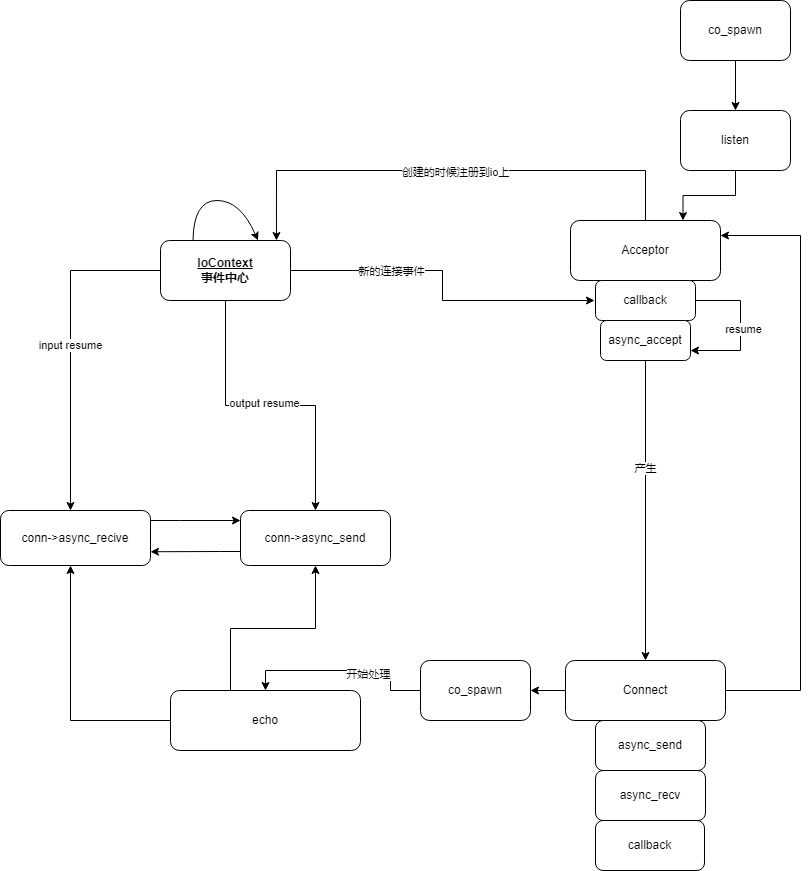 co_spawn
listen
创建的时候注册到io上
Acceptor
IoContext
事件中心
新的连接事件
callback
resume
async_accept
input resume
output resume
产生
conn->async_recive
conn->async_send
开始处理
co_spawn
Connect
echo
async_send
async_recv
callback